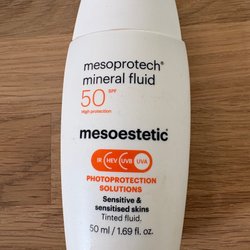 mesoprotech®
mineral fluid
50 SPF
High protection
mesoestetic®
IR HEV UVB UVA
PHOTOPROTECTION
SOLUTIONS
Sensitive &
sensitised skins
Tinted fluid.
50 ml / 1.69 fl. oz.